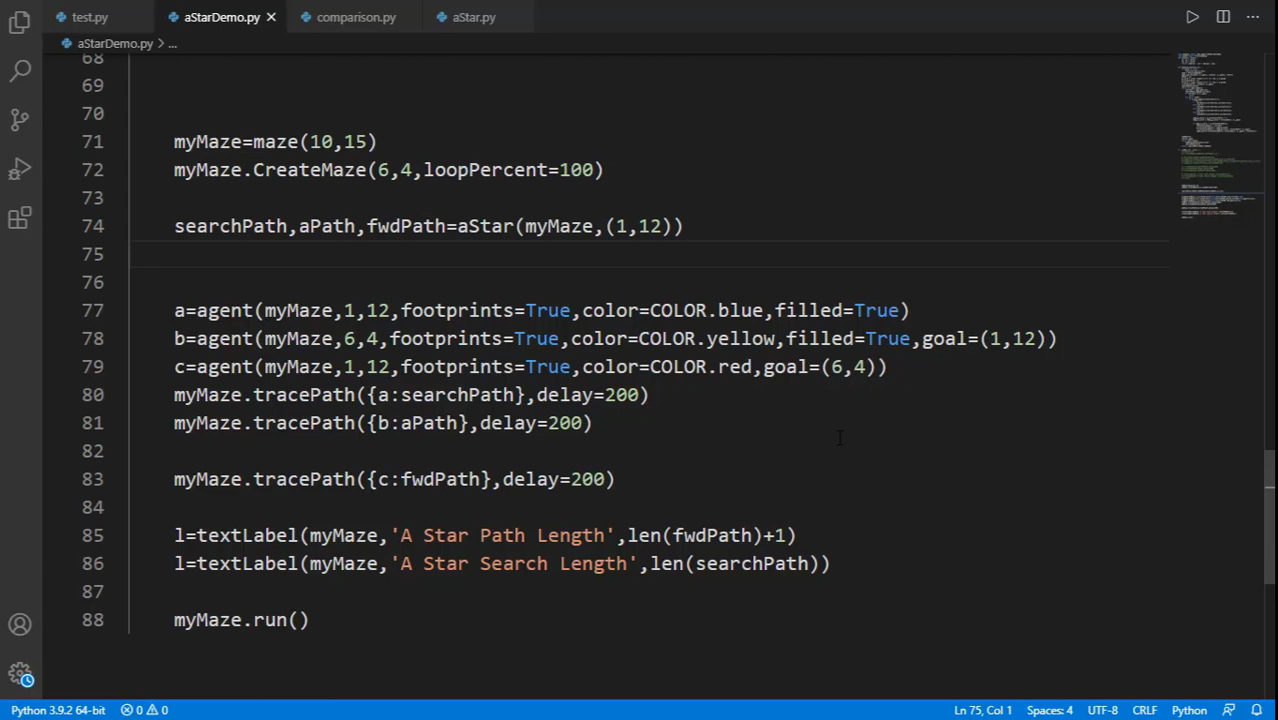 test.py aStarDemo.py comparison.py aStar.py
aStarDemo.py > ...
68
69
70
71 myMaze=maze(10,15)
72 myMaze.CreateMaze(6,4,loopPercent=100)
73
74 searchPath,aPath,fwdPath=aStar(myMaze,(1,12))
75
76
77 a=agent(myMaze,1,12,footprints=True,color=COLOR.blue,filled=True)
78 b=agent(myMaze,6,4,footprints=True,color=COLOR.yellow,filled=True,goal=(1,12))
79 c=agent(myMaze,1,12,footprints=True,color=COLOR.red,goal=(6,4))
80 myMaze.tracePath({a:searchPath},delay=200)
81 myMaze.tracePath({b:aPath},delay=200)
82
83 myMaze.tracePath({c:fwdPath},delay=200)
84
85 l=textLabel(myMaze,'A Star Path Length',len(fwdPath)+1)
86 l=textLabel(myMaze,'A Star Search Length',len(searchPath))
87
88 myMaze.run()
Python 3.9.2 64-bit 0 0 Ln 75, Col 1 Spaces: 4 UTF-8 CRLF Python